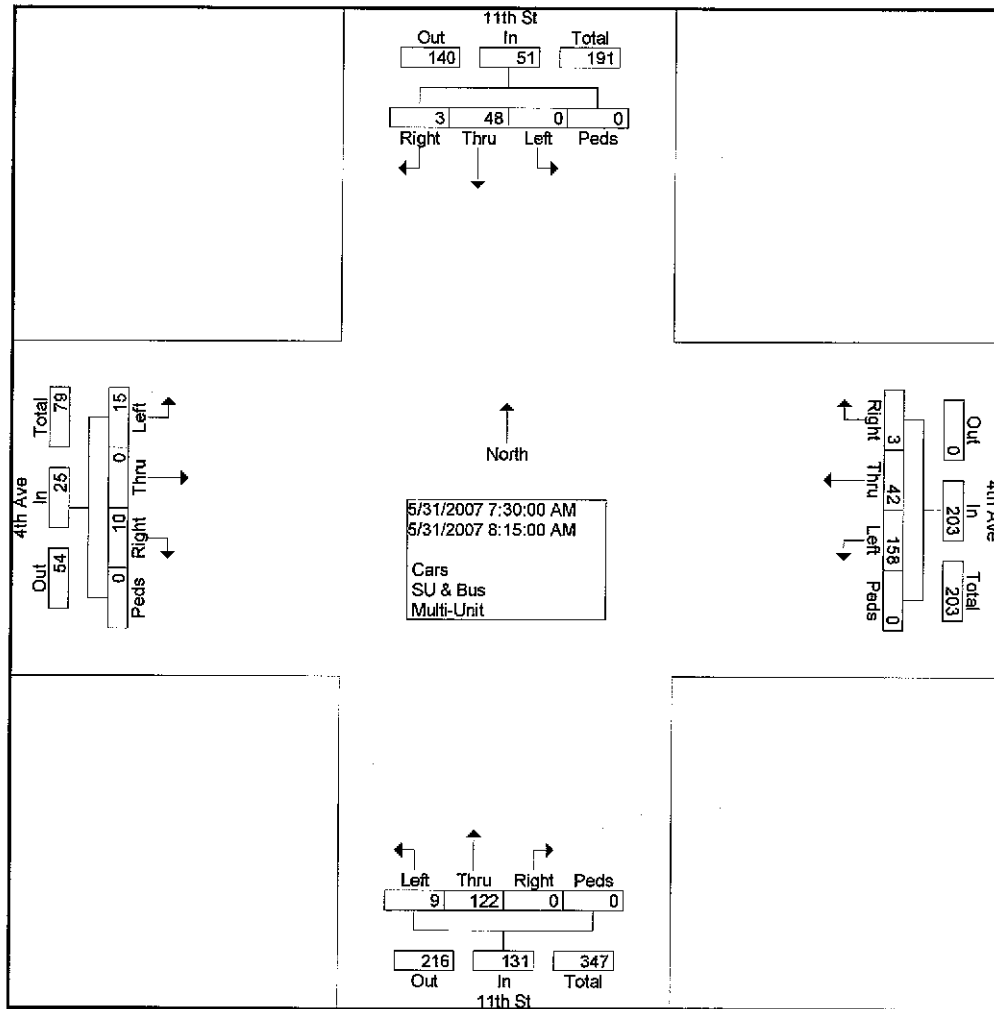 11th St
Out In Total
140 51 191
3 48 0 0
Right Thru Left Peds
4th Ave
Total In Out
79 25 54
15 0 10 0
Left Thru Right Peds
North
5/31/2007 7:30:00 AM
5/31/2007 8:15:00 AM
Cars
SU & Bus
Multi-Unit
Right Thru Left Peds
3 42 158 0
Out In Total
0 203 203
4th Ave
Left Thru Right Peds
9 122 0 0
216 131 347
Out In Total
11th St